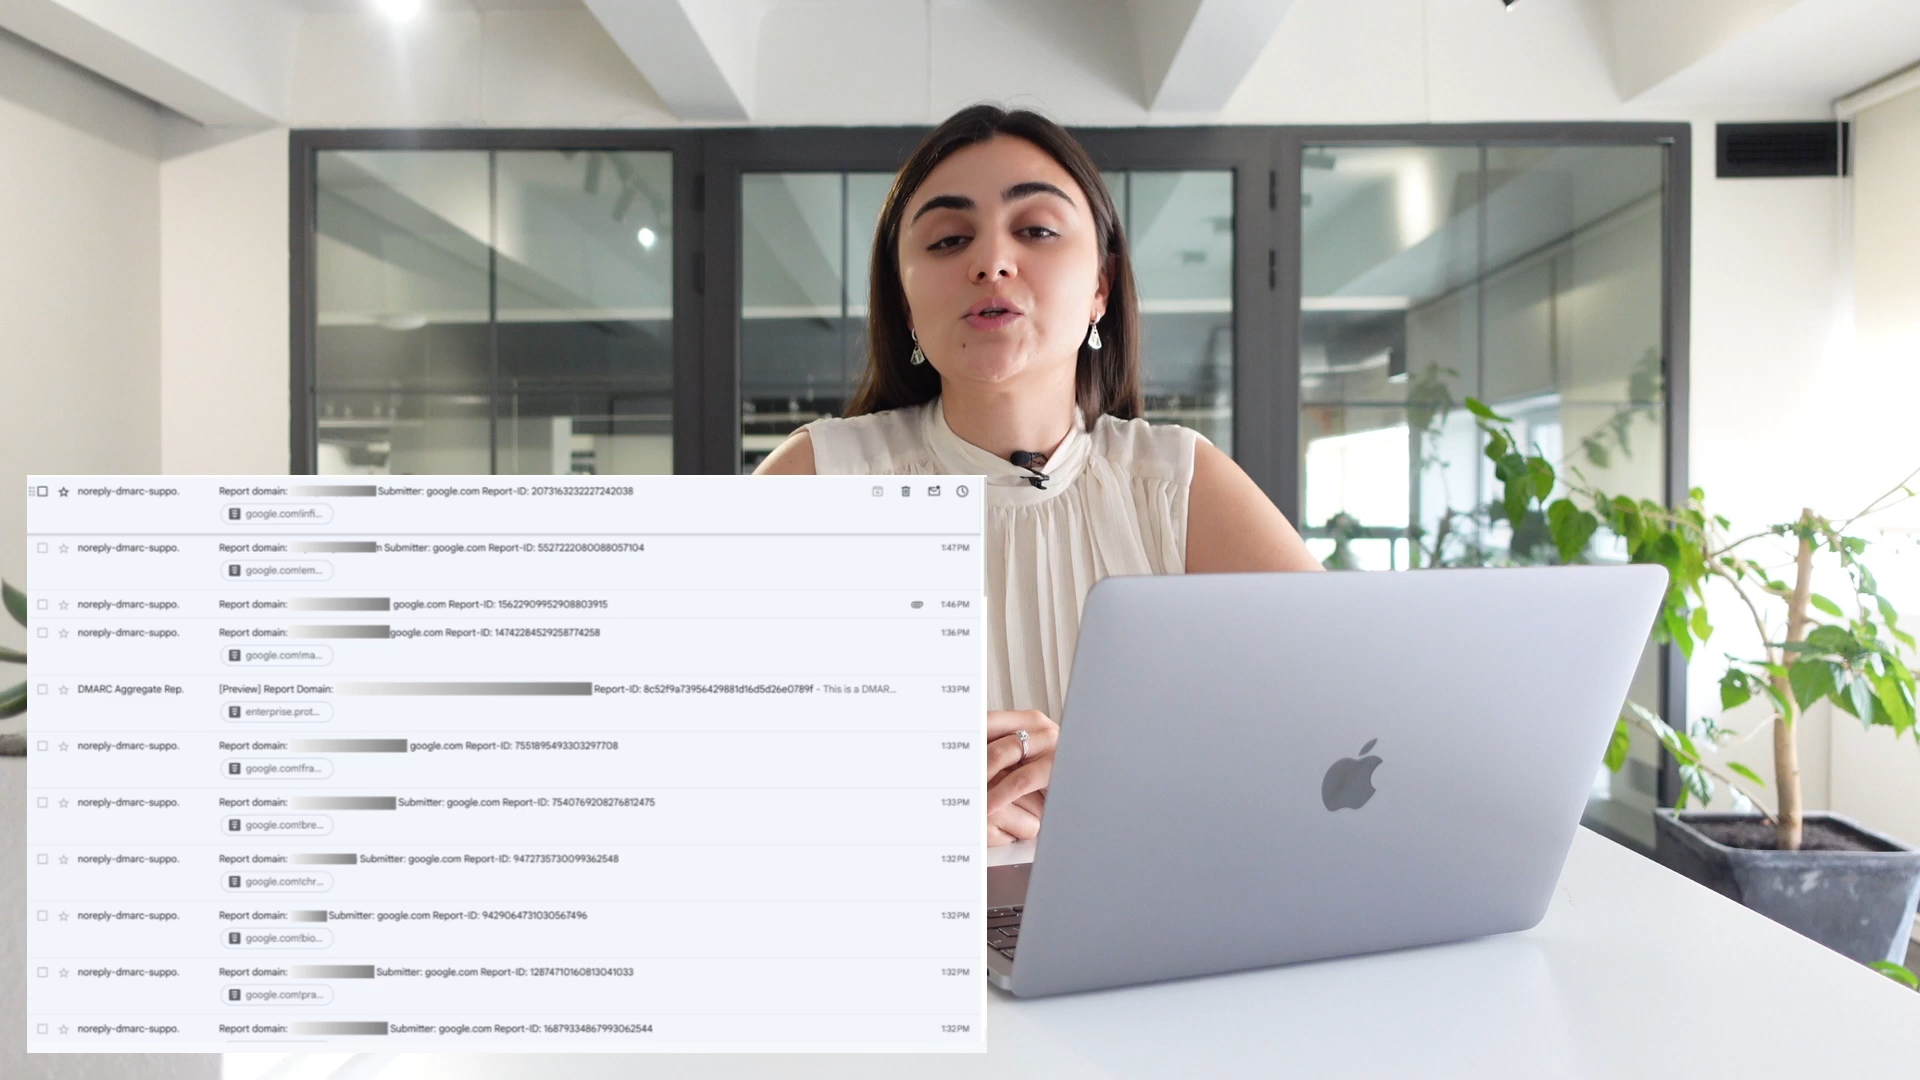 noreply-dmarc-suppo. Report domain: Submitter: google.com Report-ID: 2073163232227242038
google.com!infi...
noreply-dmarc-suppo. Report domain: m Submitter: google.com Report-ID: 5527222080088057104 1:47 PM
google.com!em...
noreply-dmarc-suppo. Report domain: google.com Report-ID: 15622909952908803915 1:46 PM
noreply-dmarc-suppo. Report domain: google.com Report-ID: 14742284529258774258 1:36 PM
google.com!ma...
DMARC Aggregate Rep. [Preview] Report Domain: Report-ID: 8c52f9a73956429881d16d5d26e0789f - This is a DMAR... 1:33 PM
enterprise.prot...
noreply-dmarc-suppo. Report domain: google.com Report-ID: 7551895493303297708 1:33 PM
google.com!fra...
noreply-dmarc-suppo. Report domain: Submitter: google.com Report-ID: 7540769208276812475 1:33 PM
google.com!bre...
noreply-dmarc-suppo. Report domain: Submitter: google.com Report-ID: 9472735730099362548 1:32 PM
google.com!chr...
noreply-dmarc-suppo. Report domain: Submitter: google.com Report-ID: 9429064731030567496 1:32 PM
google.com!bio...
noreply-dmarc-suppo. Report domain: Submitter: google.com Report-ID: 12874710160813041033 1:32 PM
google.com!pra...
noreply-dmarc-suppo. Report domain: Submitter: google.com Report-ID: 16879334867993062544 1:32 PM